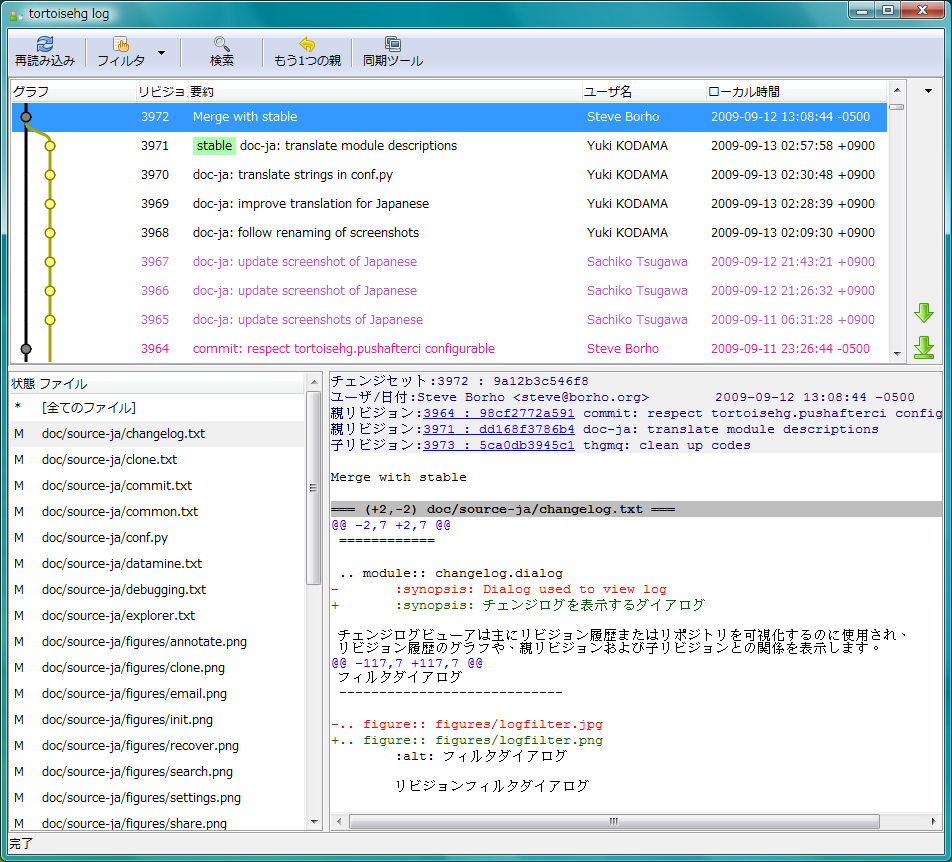 tortoisehg log
再読み込み フィルタ 検索 もう1つの親 同期ツール
グラフ リビジョ 要約 ユーザ名 ローカル時間
3972 Merge with stable Steve Borho 2009-09-12 13:08:44 -0500
3971 stable doc-ja: translate module descriptions Yuki KODAMA 2009-09-13 02:57:58 +0900
3970 doc-ja: translate strings in conf.py Yuki KODAMA 2009-09-13 02:30:48 +0900
3969 doc-ja: improve translation for Japanese Yuki KODAMA 2009-09-13 02:28:39 +0900
3968 doc-ja: follow renaming of screenshots Yuki KODAMA 2009-09-13 02:09:30 +0900
3967 doc-ja: update screenshot of Japanese Sachiko Tsugawa 2009-09-12 21:43:21 +0900
3966 doc-ja: update screenshot of Japanese Sachiko Tsugawa 2009-09-12 21:26:32 +0900
3965 doc-ja: update screenshots of Japanese Sachiko Tsugawa 2009-09-11 06:31:28 +0900
3964 commit: respect tortoisehg.pushafterci configurable Steve Borho 2009-09-11 23:26:44 -0500
状態 ファイル
* [全てのファイル]
M doc/source-ja/changelog.txt
M doc/source-ja/clone.txt
M doc/source-ja/commit.txt
M doc/source-ja/common.txt
M doc/source-ja/conf.py
M doc/source-ja/datamine.txt
M doc/source-ja/debugging.txt
M doc/source-ja/explorer.txt
M doc/source-ja/figures/annotate.png
M doc/source-ja/figures/clone.png
M doc/source-ja/figures/email.png
M doc/source-ja/figures/init.png
M doc/source-ja/figures/recover.png
M doc/source-ja/figures/search.png
M doc/source-ja/figures/settings.png
M doc/source-ja/figures/share.png
チェンジセット:3972 : 9a12b3c546f8
ユーザ/日付:Steve Borho <steve@borho.org> 2009-09-12 13:08:44 -0500
親リビジョン:3964 : 98cf2772a591 commit: respect tortoisehg.pushafterci config
親リビジョン:3971 : dd168f3786b4 doc-ja: translate module descriptions
子リビジョン:3973 : 5ca0db3945c1 thgmq: clean up codes
Merge with stable
=== (+2,-2) doc/source-ja/changelog.txt ===
@@ -2,7 +2,7 @@
============
.. module:: changelog.dialog
- :synopsis: Dialog used to view log
+ :synopsis: チェンジログを表示するダイアログ
チェンジログビューアは主にリビジョン履歴またはリポジトリを可視化するのに使用され、
リビジョン履歴のグラフや、親リビジョンおよび子リビジョンとの関係を表示します。
@@ -117,7 +117,7 @@
フィルタダイアログ
----------------------------
-.. figure:: figures/logfilter.jpg
+.. figure:: figures/logfilter.png
:alt: フィルタダイアログ
リビジョンフィルタダイアログ
完了